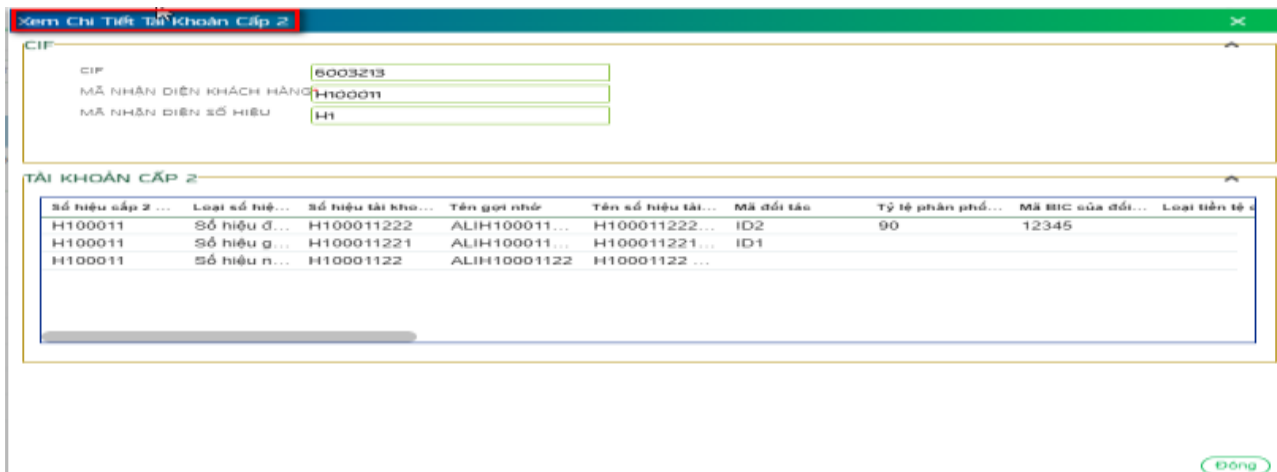 Xem Chi Tiết Tài Khoản Cấp 2
CIF
CIF 6003213
MÃ NHẬN DIỆN KHÁCH HÀNG H100011
MÃ NHẬN DIỆN SỐ HIỆU H1
TÀI KHOẢN CẤP 2
Số hiệu cấp 2 ... Loại số hiệ... Số hiệu tài kho... Tên gợi nhớ Tên số hiệu tài... Mã đối tác Tỷ lệ phân phố... Mã BIC của đối... Loại tiền tệ
H100011 Số hiệu đ... H100011222 ALIH100011... H100011222... ID2 90 12345
H100011 Số hiệu g... H100011221 ALIH100011... H100011221... ID1
H100011 Số hiệu n... H10001122 ALIH10001122 H10001122 ...
Đóng